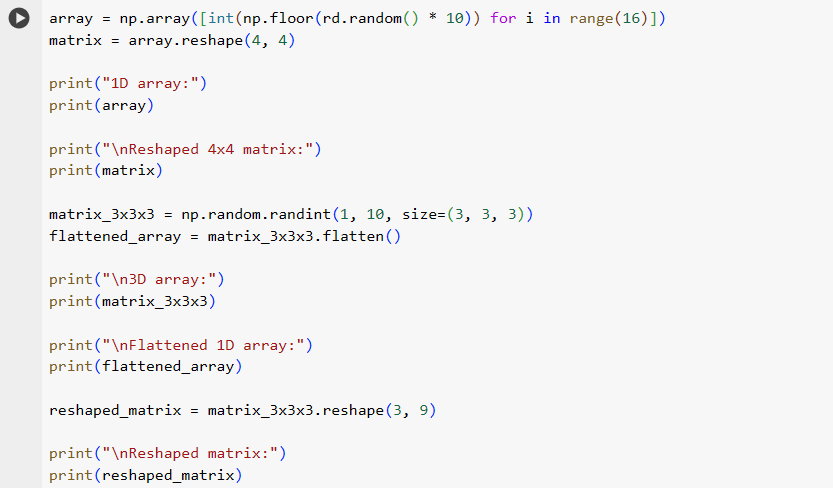 array = np.array([int(np.floor(rd.random() * 10)) for i in range(16)])
matrix = array.reshape(4, 4)
print("1D array:")
print(array)
print("\nReshaped 4x4 matrix:")
print(matrix)
matrix_3x3x3 = np.random.randint(1, 10, size=(3, 3, 3))
flattened_array = matrix_3x3x3.flatten()
print("\n3D array:")
print(matrix_3x3x3)
print("\nFlattened 1D array:")
print(flattened_array)
reshaped_matrix = matrix_3x3x3.reshape(3, 9)
print("\nReshaped matrix:")
print(reshaped_matrix)